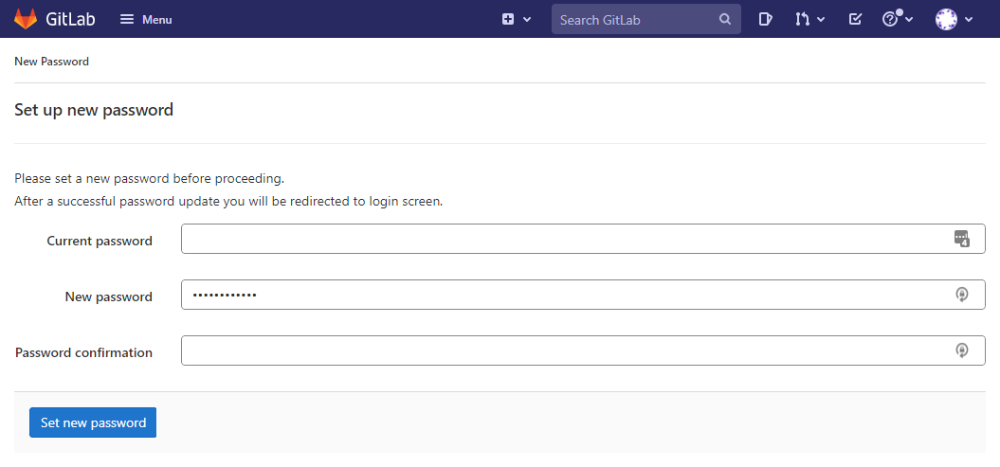 GitLab Menu Search GitLab
New Password
Set up new password
Please set a new password before proceeding.
After a successful password update you will be redirected to login screen.
Current password 4
New password ••••••••••••
Password confirmation
Set new password